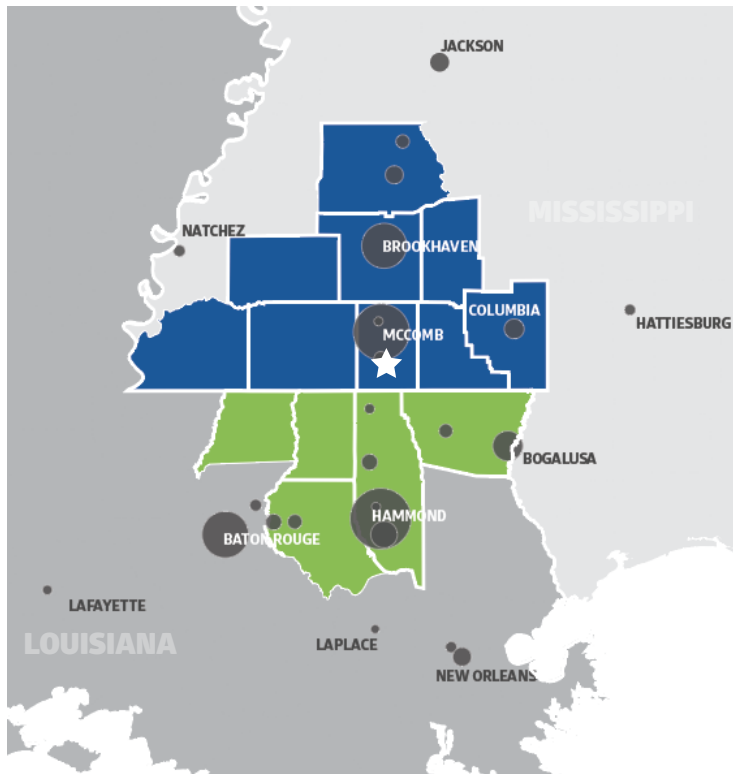 JACKSON
MISSISSIPPI
NATCHEZ
BROOKHAVEN
COLUMBIA
HATTIESBURG
MCCOMB
BOGALUSA
HAMMOND
BATON ROUGE
LAFAYETTE
LOUISIANA
LAPLACE
NEW ORLEANS